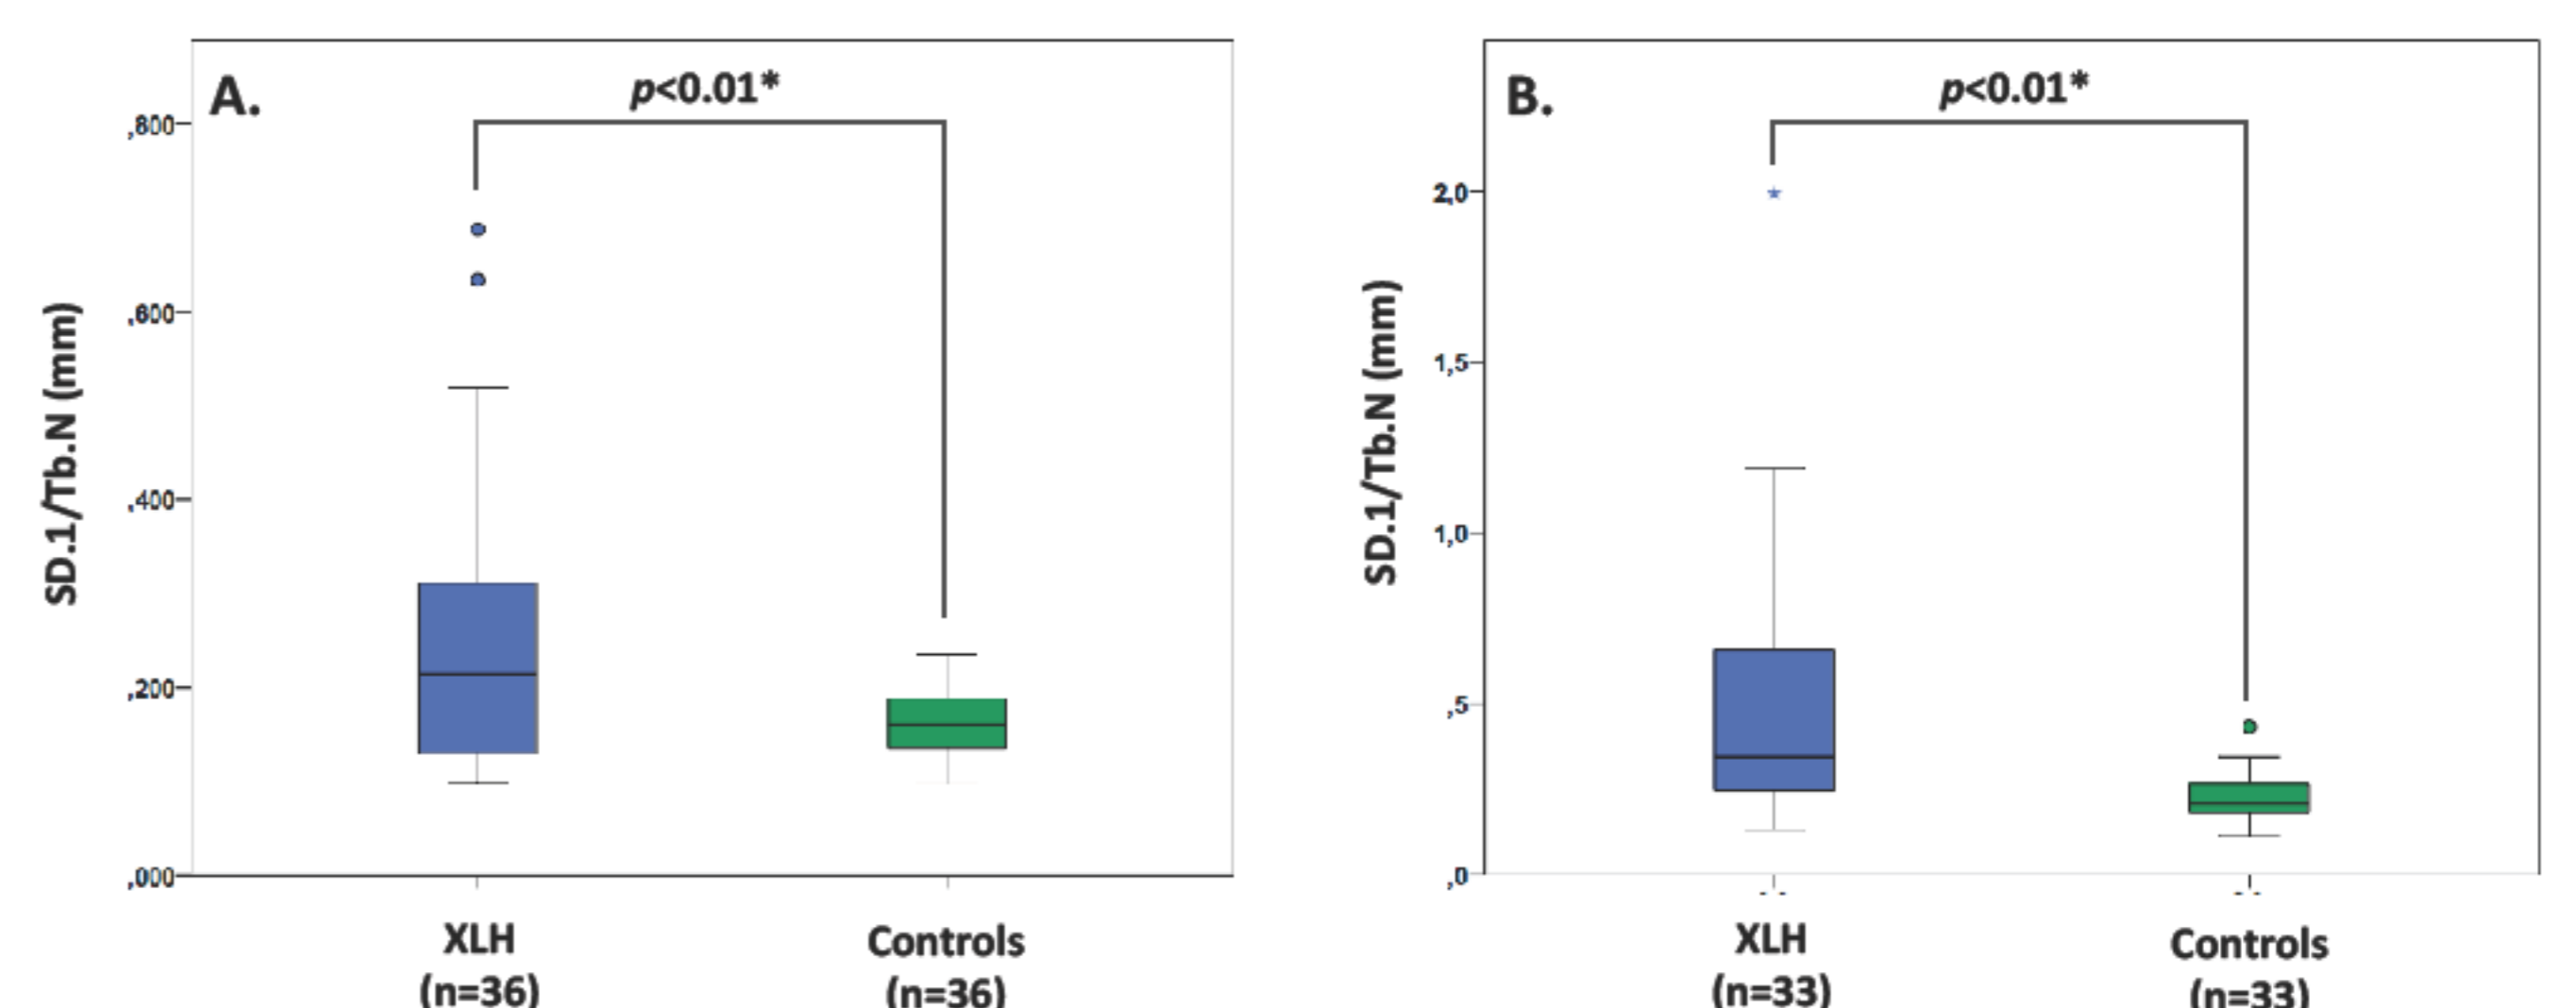 A.
p<0.01*
,800
,600
,400
,200
,000
SD.1/Tb.N (mm)
XLH
(n=36)
Controls
(n=36)
B.
p<0.01*
2,0
1,5
1,0
,5
,0
SD.1/Tb.N (mm)
XLH
(n=33)
Controls
(n=33)